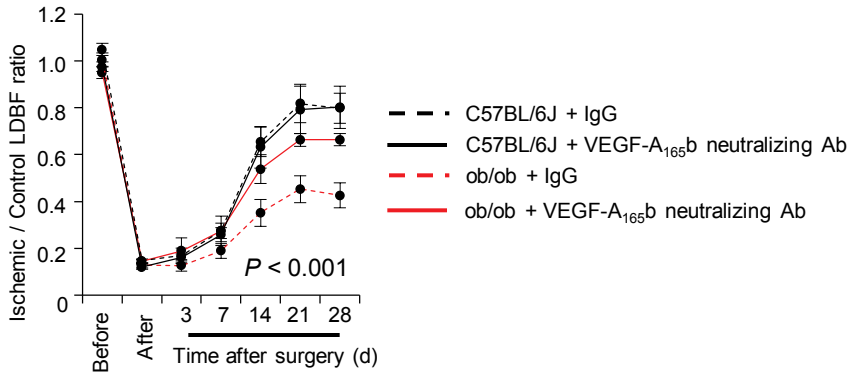 Ischemic / Control LDBF ratio
1.2
1.0
0.8
0.6
0.4
0.2
0
P < 0.001
Before
After
3 7 14 21 28
Time after surgery (d)
C57BL/6J + IgG
C57BL/6J + VEGF-A₁₆₅b neutralizing Ab
ob/ob + IgG
ob/ob + VEGF-A₁₆₅b neutralizing Ab